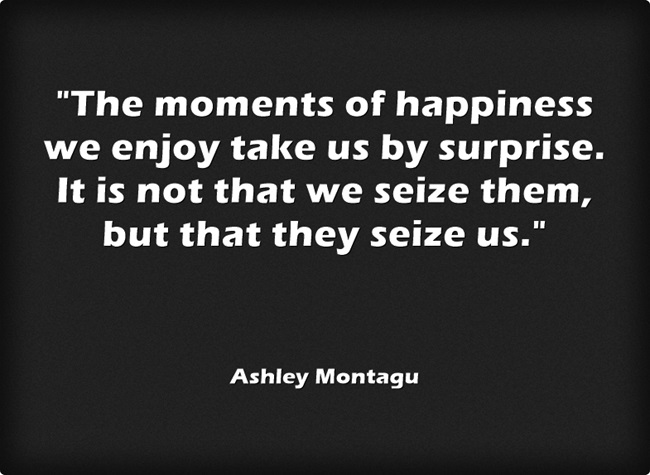 "The moments of happiness
we enjoy take us by surprise.
It is not that we seize them,
but that they seize us."
Ashley Montagu